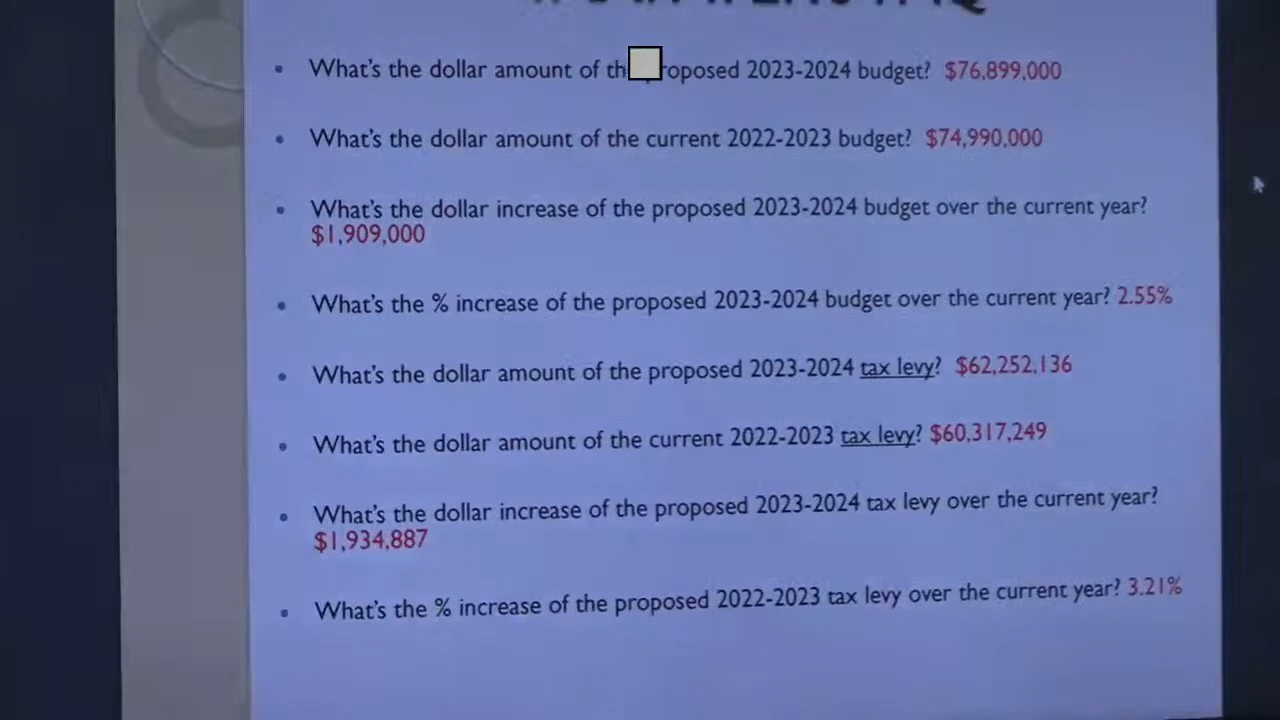 What's the dollar amount of 2023-2024 budget? $76,899,000
What's the dollar amount of the current 2022-2023 budget? $74,990,000
What's the dollar increase of the proposed 2023-2024 budget over the current year?
$1,909,000
What's the % increase of the proposed 2023-2024 budget over the current year? 2.55%
What's the dollar amount of the proposed 2023-2024 tax levy? $62,252,136
What's the dollar amount of the current 2022-2023 tax levy? $60,317,249
What's the dollar increase of the proposed 2023-2024 tax levy over the current year?
$1,934,887
What's the % increase of the proposed 2022-2023 tax levy over the current year? 3.21%